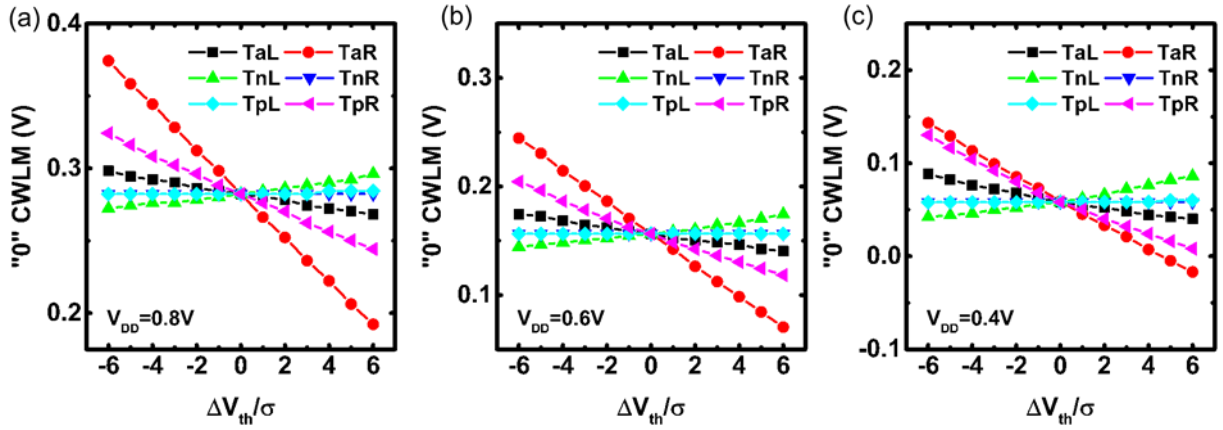 (a)
0.4
0.3
0.2
"0" CWLM (V)
TaL TaR
TnL TnR
TpL TpR
V_DD=0.8V
-6 -4 -2 0 2 4 6
ΔV_th/σ
(b)
0.3
0.2
0.1
"0" CWLM (V)
TaL TaR
TnL TnR
TpL TpR
V_DD=0.6V
-6 -4 -2 0 2 4 6
ΔV_th/σ
(c)
0.2
0.1
0.0
-0.1
"0" CWLM (V)
TaL TaR
TnL TnR
TpL TpR
V_DD=0.4V
-6 -4 -2 0 2 4 6
ΔV_th/σ